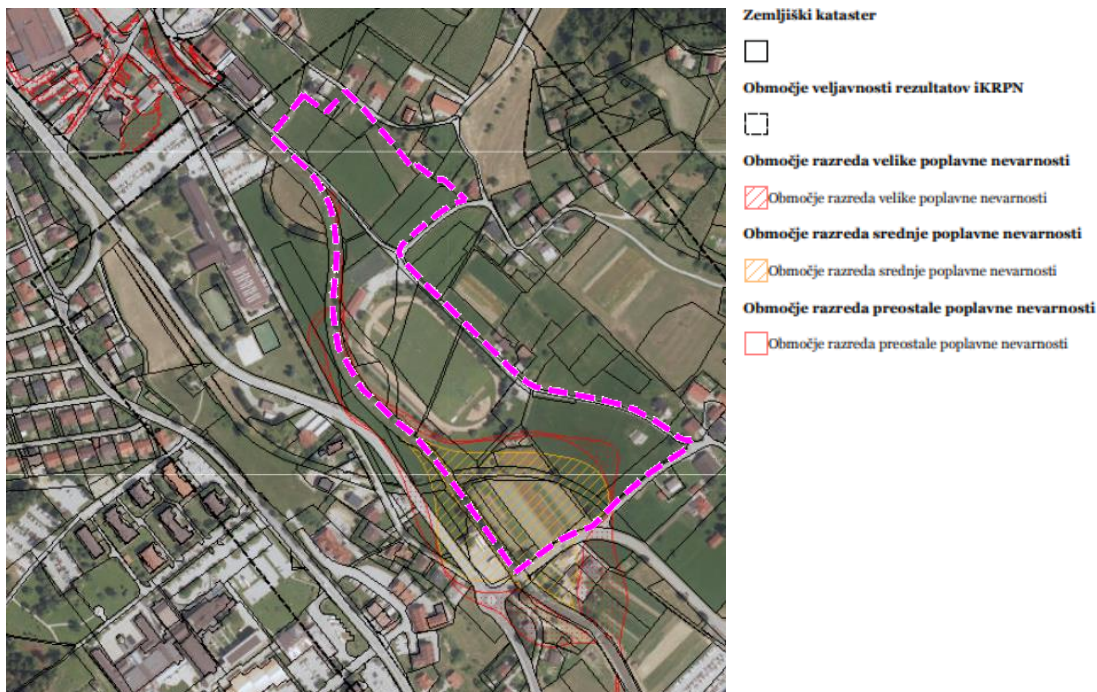 Zemljiški kataster
Območje veljavnosti rezultatov iKRPN
Območje razreda velike poplavne nevarnosti
Območje razreda velike poplavne nevarnosti
Območje razreda srednje poplavne nevarnosti
Območje razreda srednje poplavne nevarnosti
Območje razreda preostale poplavne nevarnosti
Območje razreda preostale poplavne nevarnosti